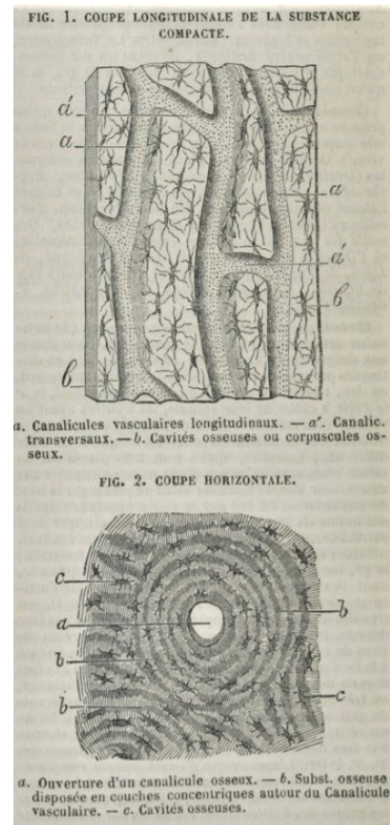 FIG. 1. COUPE LONGITUDINALE DE LA SUBSTANCE
COMPACTE.
a'
a
a
a'
b
b
a. Canalicules vasculaires longitudinaux. — a'. Canalic.
transversaux. — b. Cavités osseuses ou corpuscules os-
seux.
FIG. 2. COUPE HORIZONTALE.
c
a
b
b
b
c
a. Ouverture d'un canalicule osseux. — b. Subst. osseuse
disposée en couches concentriques autour du Canalicule
vasculaire. — c. Cavités osseuses.